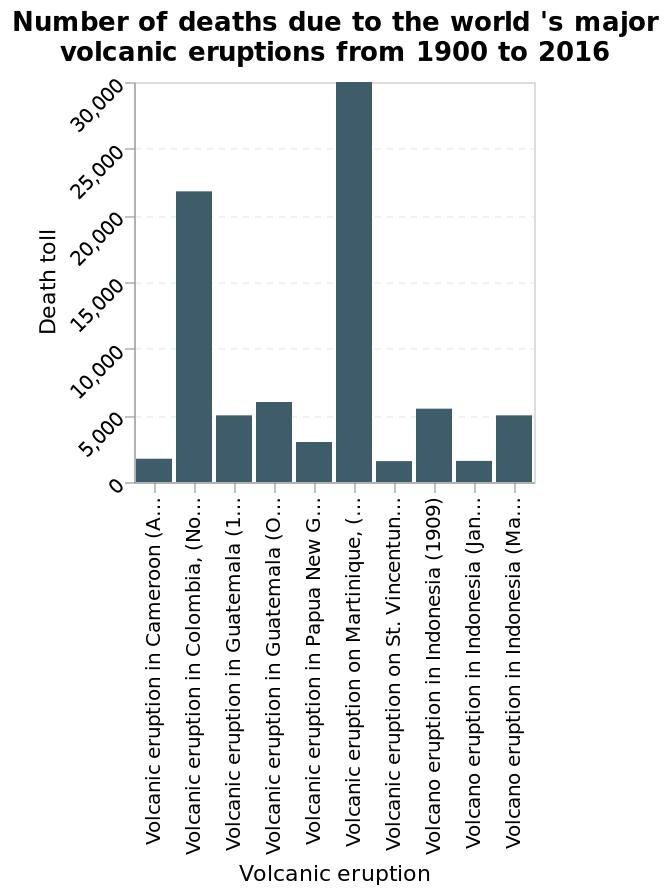 Number of deaths due to the world 's major
volcanic eruptions from 1900 to 2016
Death toll
30,000
25,000
20,000
15,000
10,000
5,000
0
Volcanic eruption in Cameroon (A...
Volcanic eruption in Colombia, (No...
Volcanic eruption in Guatemala (1...
Volcanic eruption in Guatemala (O...
Volcanic eruption in Papua New G...
Volcanic eruption on Martinique, (...
Volcanic eruption on St. Vincentun...
Volcano eruption in Indonesia (1909)
Volcano eruption in Indonesia (Jan...
Volcano eruption in Indonesia (Ma...
Volcanic eruption